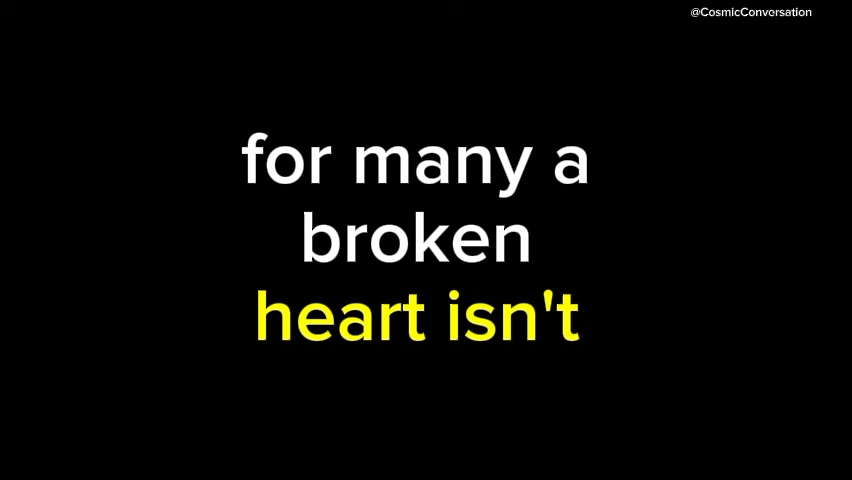 @CosmicConversation
for many a
broken
heart isn't